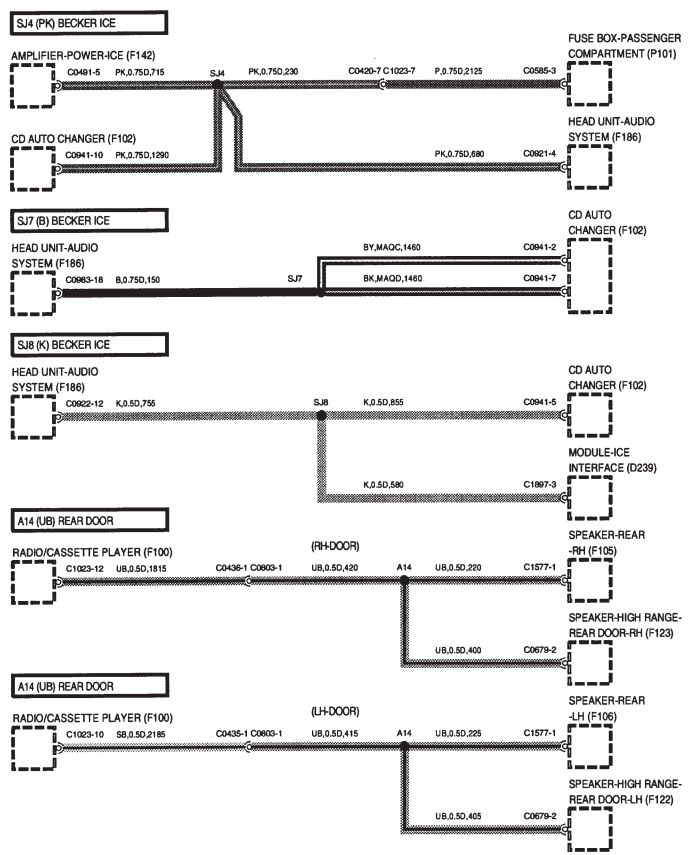 SJ4 (PK) BECKER ICE
AMPLIFIER-POWER-ICE (F142)
C0491-5 PK,0.75D,715 SJ4 PK,0.75D,230 C0420-7 C1023-7 P,0.75D,2125 C0585-3
FUSE BOX-PASSENGER
COMPARTMENT (P101)
CD AUTO CHANGER (F102)
C0941-10 PK,0.75D,1290
PK,0.75D,680 C0921-4
HEAD UNIT-AUDIO
SYSTEM (F186)
SJ7 (B) BECKER ICE
HEAD UNIT-AUDIO
SYSTEM (F186)
C0983-18 B,0.75D,150 SJ7
BY,MAQC,1460 C0941-2
BK,MAQD,1460 C0941-7
CD AUTO
CHANGER (F102)
SJ8 (K) BECKER ICE
HEAD UNIT-AUDIO
SYSTEM (F186)
C0922-12 K,0.5D,755 SJ8 K,0.5D,855 C0941-5
CD AUTO
CHANGER (F102)
K,0.5D,580 C1897-3
MODULE-ICE
INTERFACE (D239)
A14 (UB) REAR DOOR
RADIO/CASSETTE PLAYER (F100)
(RH-DOOR)
C1023-12 UB,0.5D,1815 C0436-1 C0803-1 UB,0.5D,420 A14 UB,0.5D,220 C1577-1
SPEAKER-REAR
-RH (F105)
UB,0.5D,400 C0679-2
SPEAKER-HIGH RANGE-
REAR DOOR-RH (F123)
A14 (UB) REAR DOOR
RADIO/CASSETTE PLAYER (F100)
(LH-DOOR)
C1023-10 SB,0.5D,2185 C0435-1 C0803-1 UB,0.5D,415 A14 UB,0.5D,225 C1577-1
SPEAKER-REAR
-LH (F106)
UB,0.5D,405 C0679-2
SPEAKER-HIGH RANGE-
REAR DOOR-LH (F122)